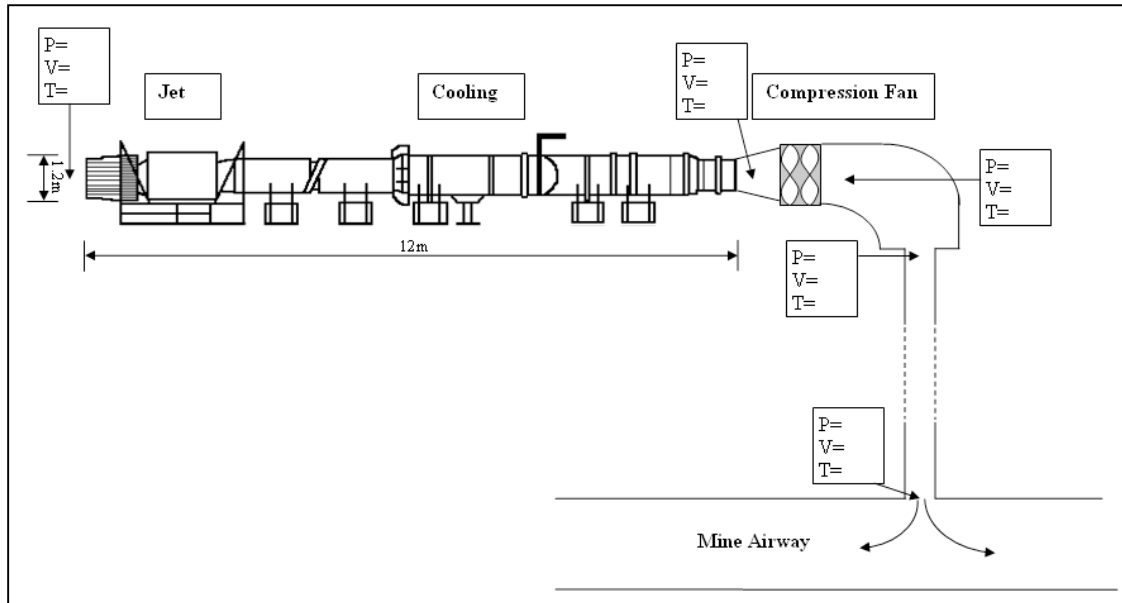 P=
V=
T=
Jet
Cooling
P=
V=
T=
Compression Fan
1.2m
P=
V=
T=
12m
P=
V=
T=
P=
V=
T=
Mine Airway